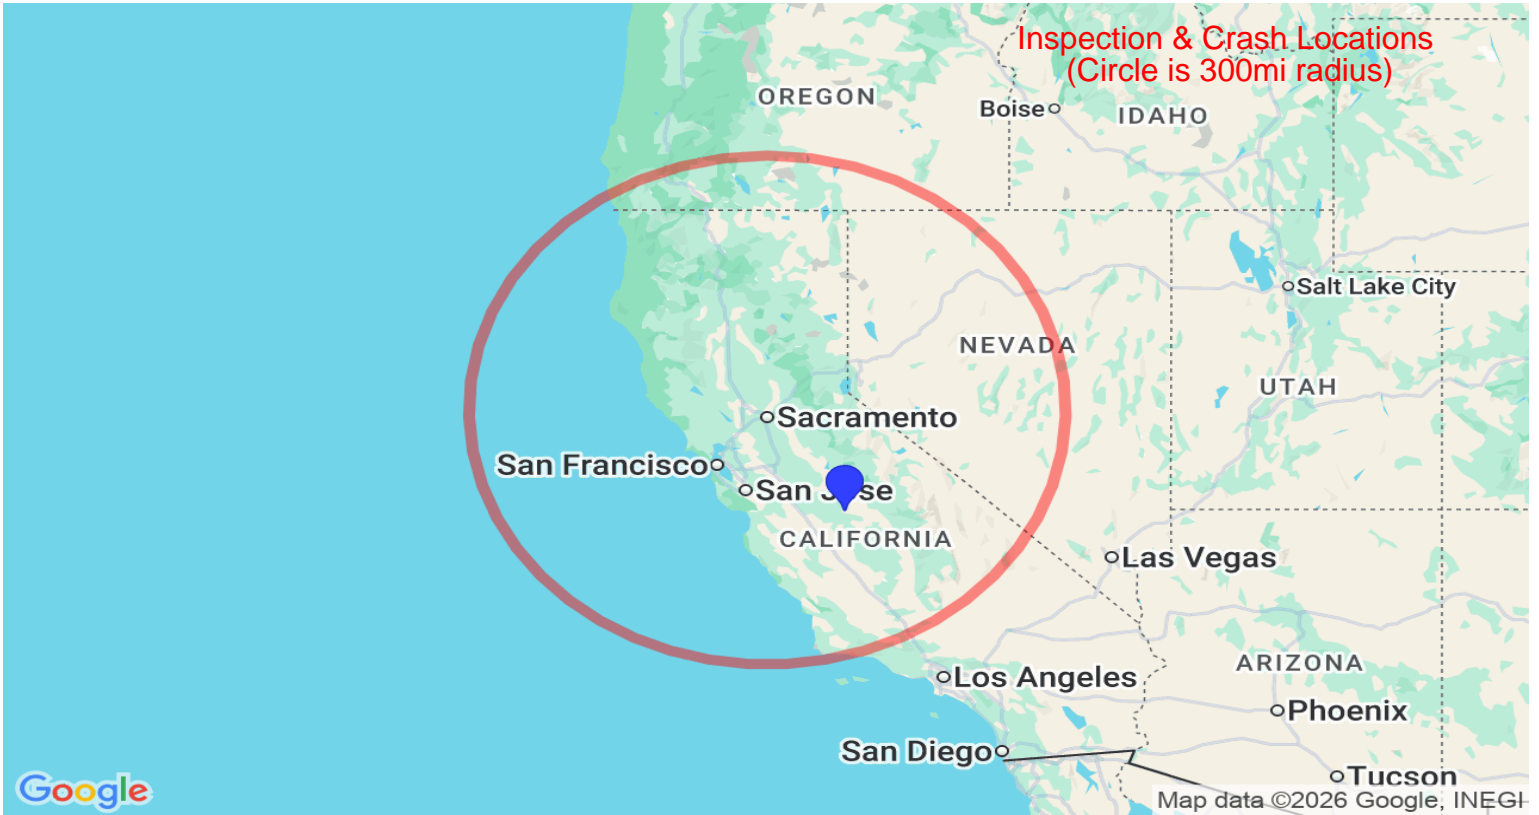 Inspection & Crash Locations
(Circle is 300mi radius)
OREGON
Boise
IDAHO
Salt Lake City
NEVADA
UTAH
Sacramento
San Francisco
San Jose
CALIFORNIA
Las Vegas
ARIZONA
Los Angeles
Phoenix
San Diego
Tucson
Google
Map data ©2026 Google, INEGI